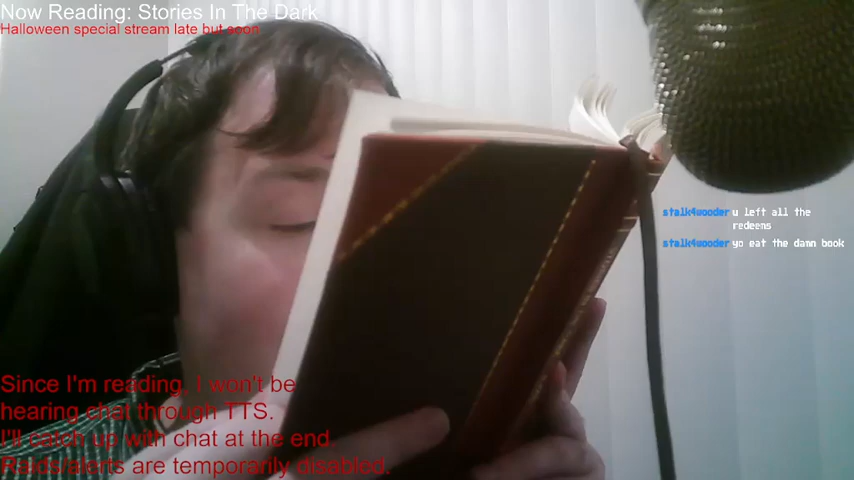 Now Reading: Stories In The Dark
Halloween special stream late but soon
stalk4wooder u left all the
redeems
stalk4wooder yo eat the damn book
Since I'm reading, I won't be
hearing chat through TTS.
I'll catch up with chat at the end.
Raids/alerts are temporarily disabled.